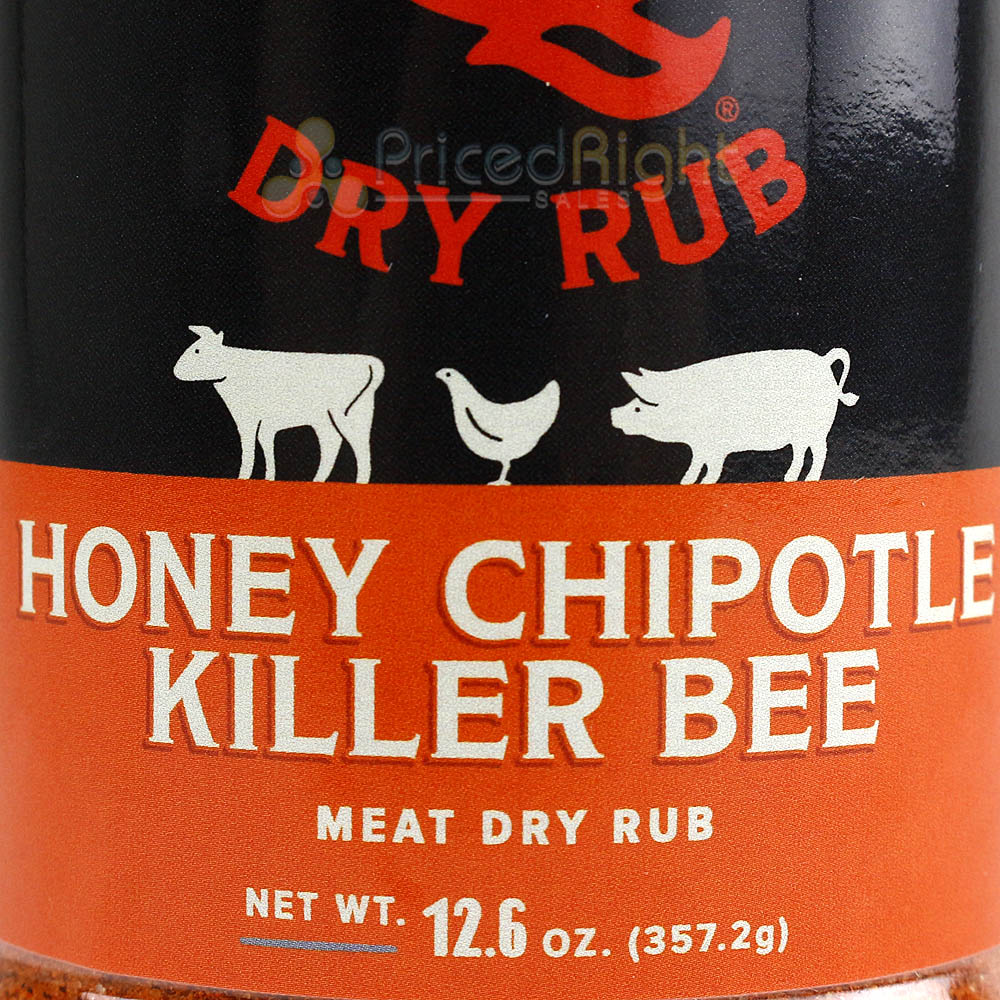 ®
PricedRight
SALES
DRY RUB
HONEY CHIPOTLE
KILLER BEE
MEAT DRY RUB
NET WT. 12.6 OZ. (357.2g)